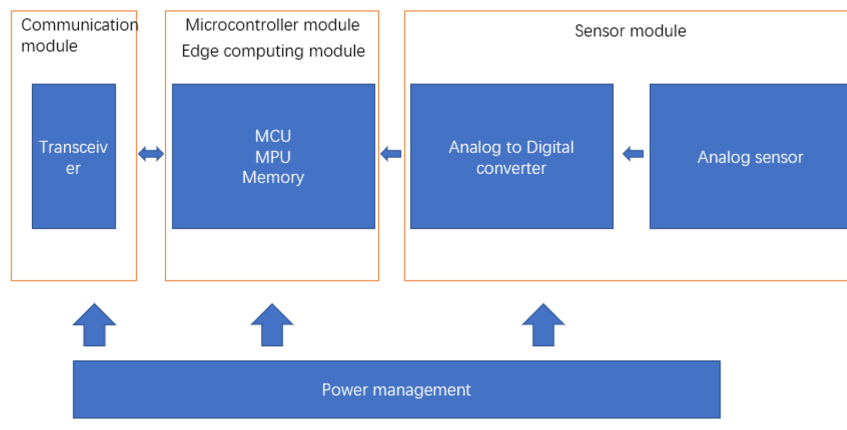 Communication
module
Microcontroller module
Edge computing module
Sensor module
Transceiv
er
MCU
MPU
Memory
Analog to Digital
converter
Analog sensor
Power management